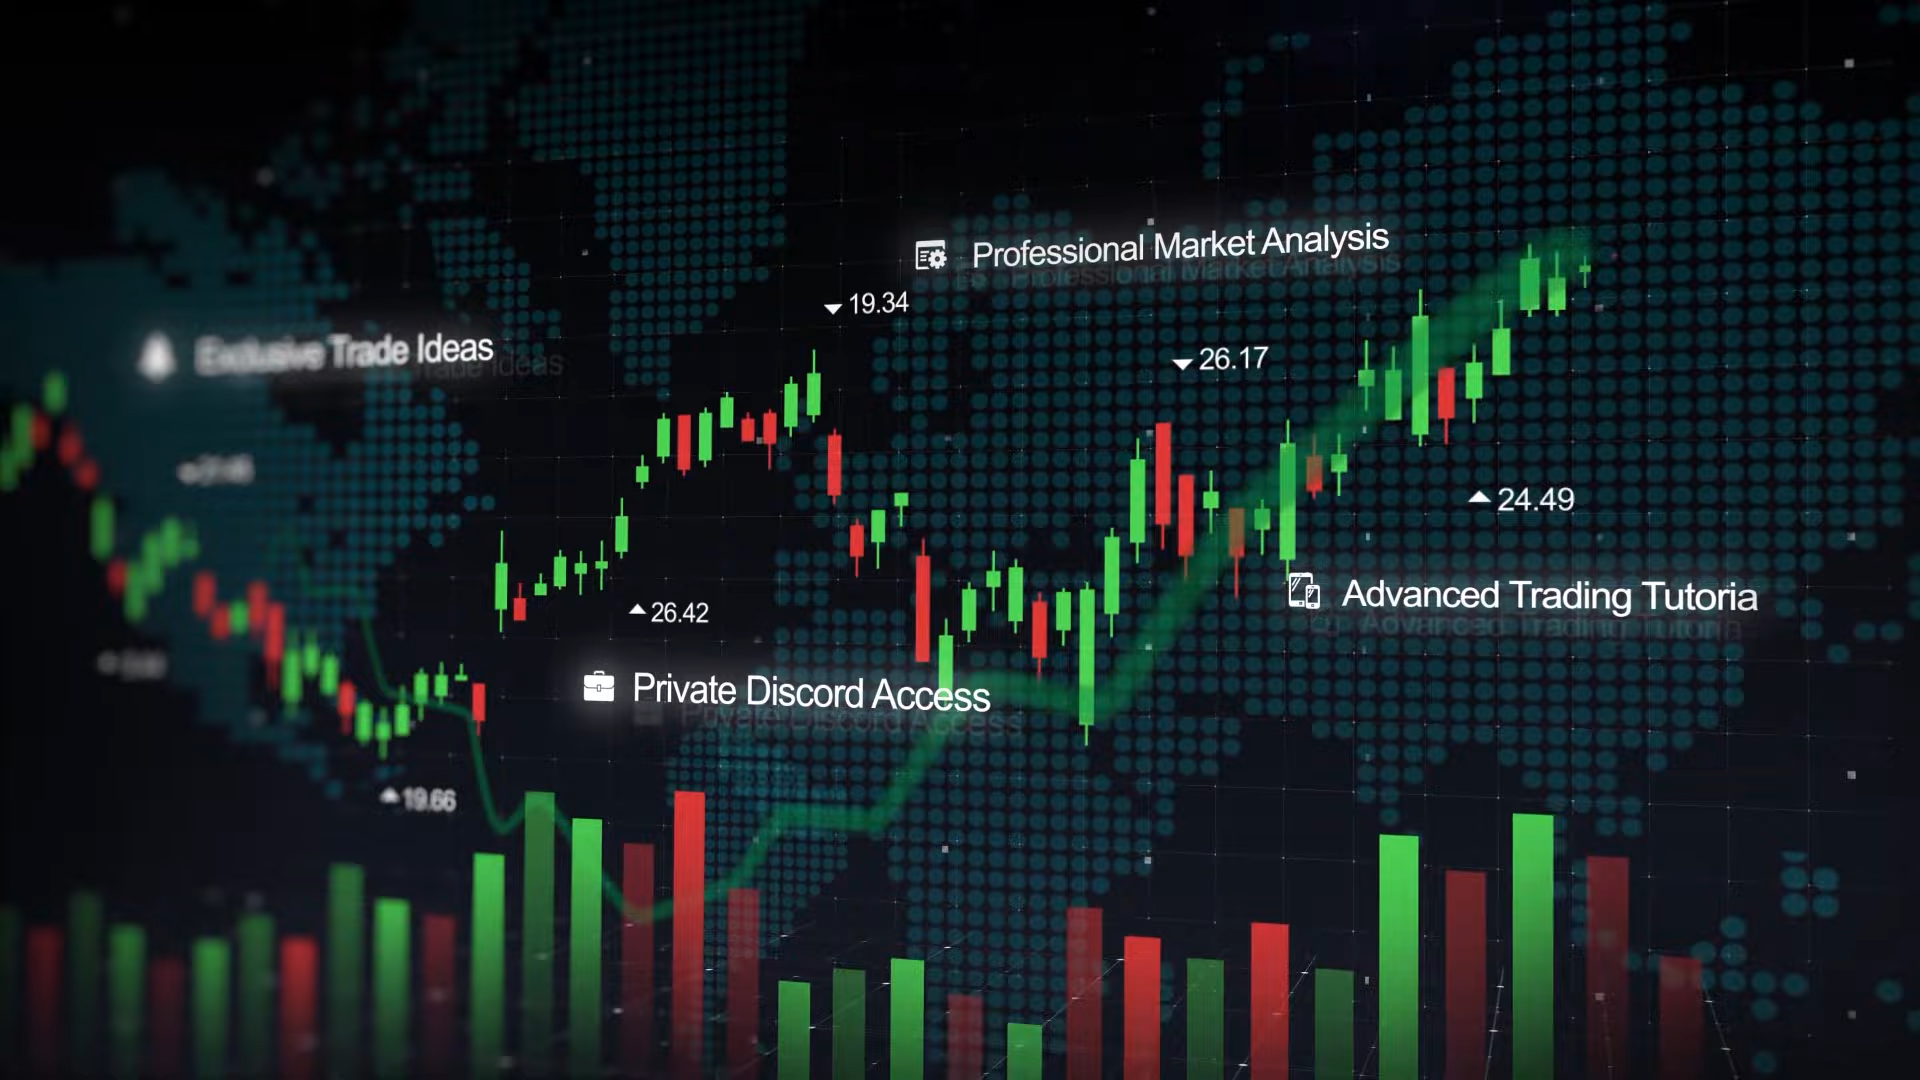 Professional Market Analysis
19.34
Exclusive Trade Ideas
26.17
24.49
Advanced Trading Tutoria
26.42
Private Discord Access
19.66